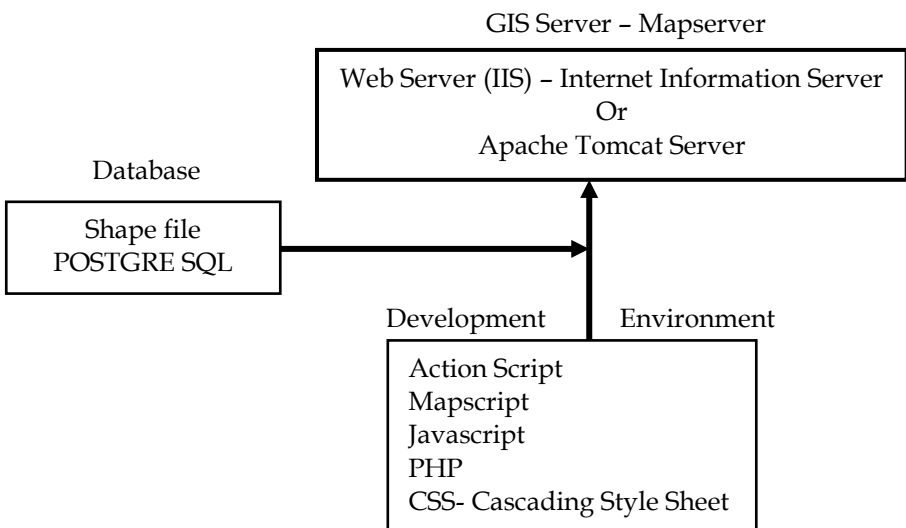 GIS Server – Mapserver
Web Server (IIS) – Internet Information Server
Or
Apache Tomcat Server
Database
Shape file
POSTGRE SQL
Development Environment
Action Script
Mapscript
Javascript
PHP
CSS- Cascading Style Sheet